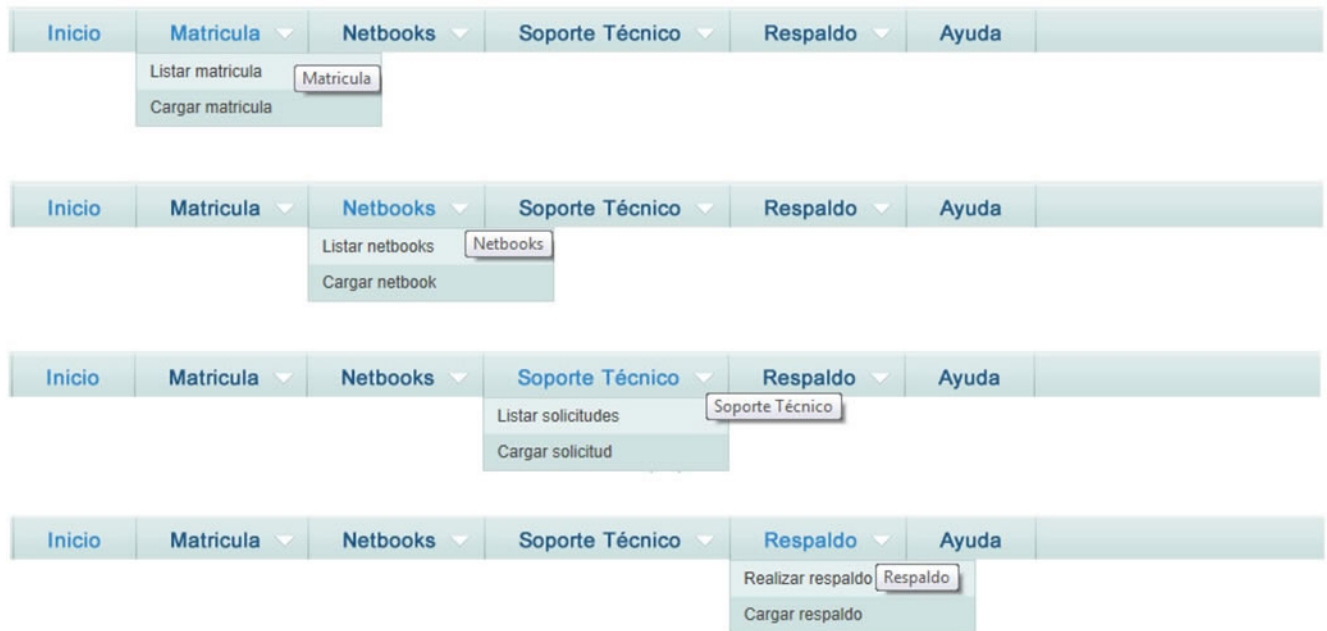 Inicio Matricula Netbooks Soporte Técnico Respaldo Ayuda
Listar matricula Matricula
Cargar matricula
Inicio Matricula Netbooks Soporte Técnico Respaldo Ayuda
Listar netbooks Netbooks
Cargar netbook
Inicio Matricula Netbooks Soporte Técnico Respaldo Ayuda
Listar solicitudes Soporte Técnico
Cargar solicitud
Inicio Matricula Netbooks Soporte Técnico Respaldo Ayuda
Realizar respaldo Respaldo
Cargar respaldo